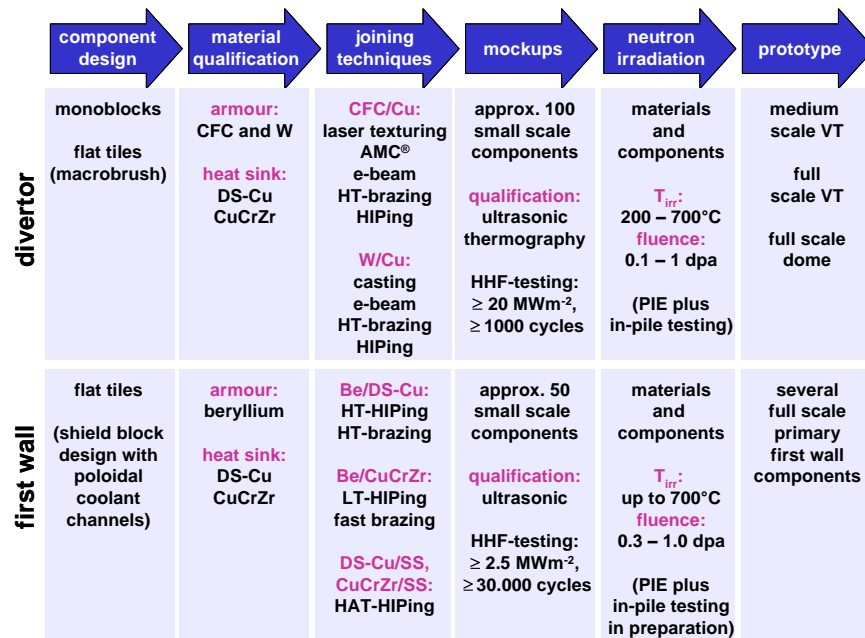 component
design
material
qualification
joining
techniques
mockups
neutron
irradiation
prototype
divertor
monoblocks
flat tiles
(macrobrush)
armour:
CFC and W
heat sink:
DS-Cu
CuCrZr
CFC/Cu:
laser texturing
AMC®
e-beam
HT-brazing
HIPing
W/Cu:
casting
e-beam
HT-brazing
HIPing
approx. 100
small scale
components
qualification:
ultrasonic
thermography
HHF-testing:
≥ 20 MWm-2,
≥ 1000 cycles
materials
and
components
Tirr:
200 – 700°C
fluence:
0.1 – 1 dpa
(PIE plus
in-pile testing)
medium
scale VT
full
scale VT
full scale
dome
first wall
flat tiles
(shield block
design with
poloidal
coolant
channels)
armour:
beryllium
heat sink:
DS-Cu
CuCrZr
Be/DS-Cu:
HT-HIPing
HT-brazing
Be/CuCrZr:
LT-HIPing
fast brazing
DS-Cu/SS,
CuCrZr/SS:
HAT-HIPing
approx. 50
small scale
components
qualification:
ultrasonic
HHF-testing:
≥ 2.5 MWm-2,
≥ 30.000 cycles
materials
and
components
Tirr:
up to 700°C
fluence:
0.3 – 1.0 dpa
(PIE plus
in-pile testing
in preparation)
several
full scale
primary
first wall
components